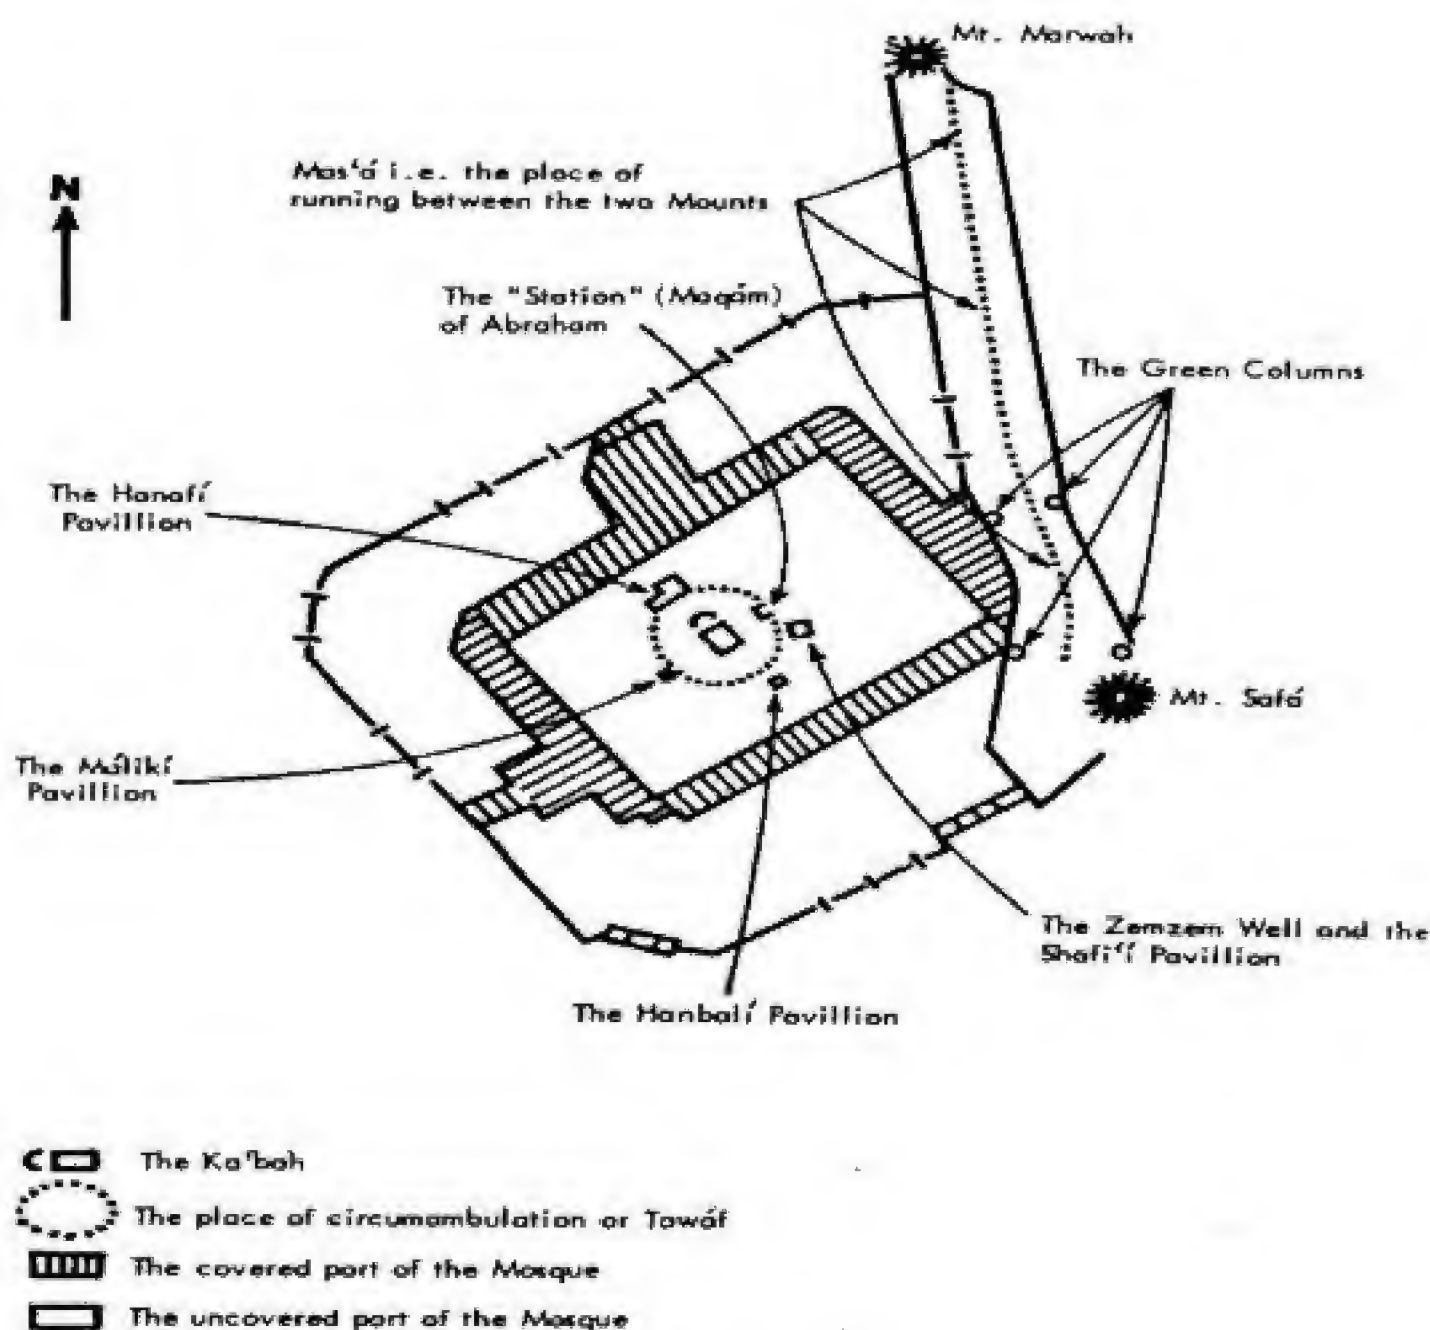 Mt. Marwah
N
Mas'á i.e. the place of
running between the two Mounts
The "Station" (Maqám)
of Abraham
The Green Columns
The Hanafí
Pavillion
Mt. Safá
The Málikí
Pavillion
The Zemzem Well and the
Shafi'í Pavillion
The Hanbalí Pavillion
The Ka'bah
The place of circumambulation or Towáf
The covered part of the Mosque
The uncovered part of the Mosque